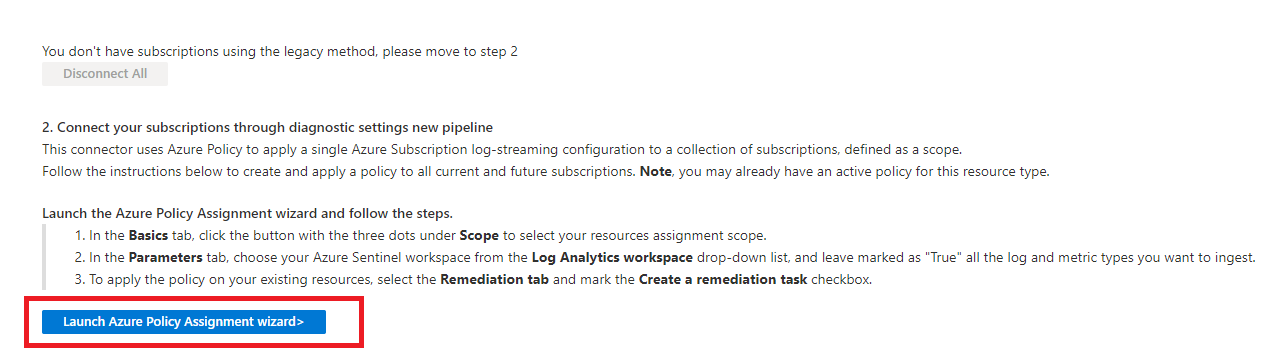 You don't have subscriptions using the legacy method, please move to step 2
Disconnect All
2. Connect your subscriptions through diagnostic settings new pipeline
This connector uses Azure Policy to apply a single Azure Subscription log-streaming configuration to a collection of subscriptions, defined as a scope.
Follow the instructions below to create and apply a policy to all current and future subscriptions. Note, you may already have an active policy for this resource type.
Launch the Azure Policy Assignment wizard and follow the steps.
1. In the Basics tab, click the button with the three dots under Scope to select your resources assignment scope.
2. In the Parameters tab, choose your Azure Sentinel workspace from the Log Analytics workspace drop-down list, and leave marked as "True" all the log and metric types you want to ingest.
3. To apply the policy on your existing resources, select the Remediation tab and mark the Create a remediation task checkbox.
Launch Azure Policy Assignment wizard>